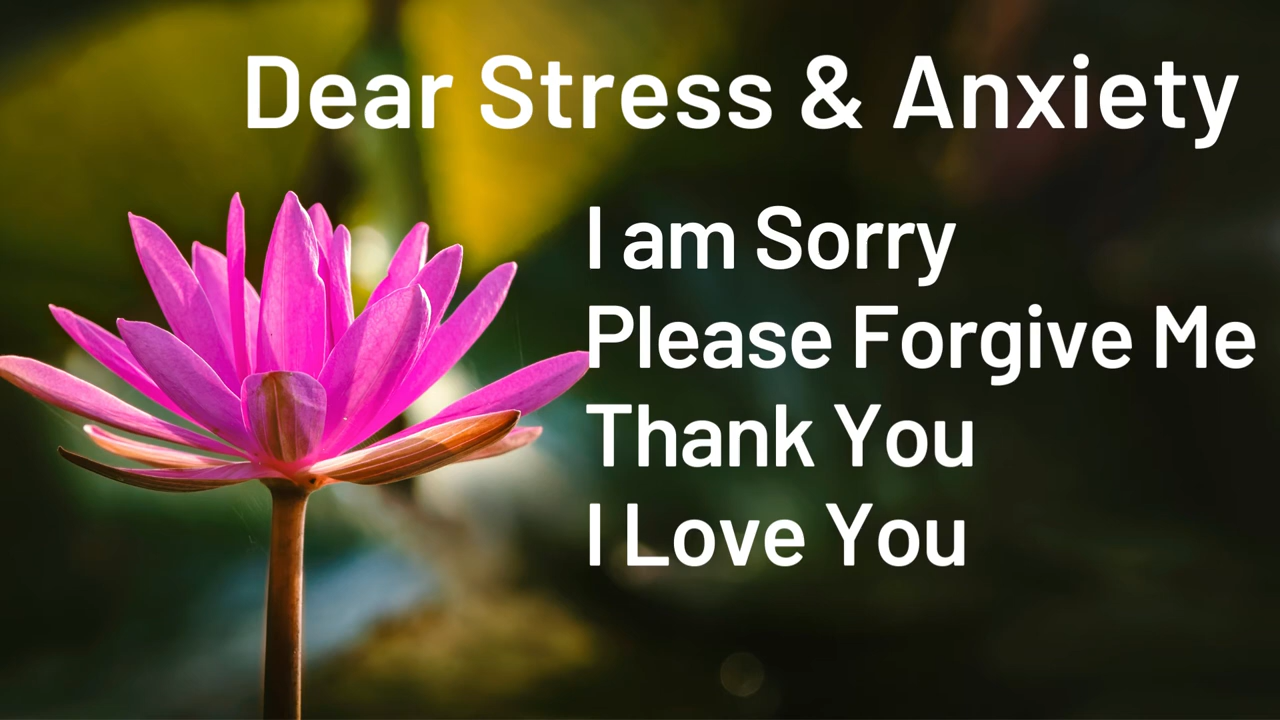 Dear Stress & Anxiety
I am Sorry
Please Forgive Me
Thank You
I Love You